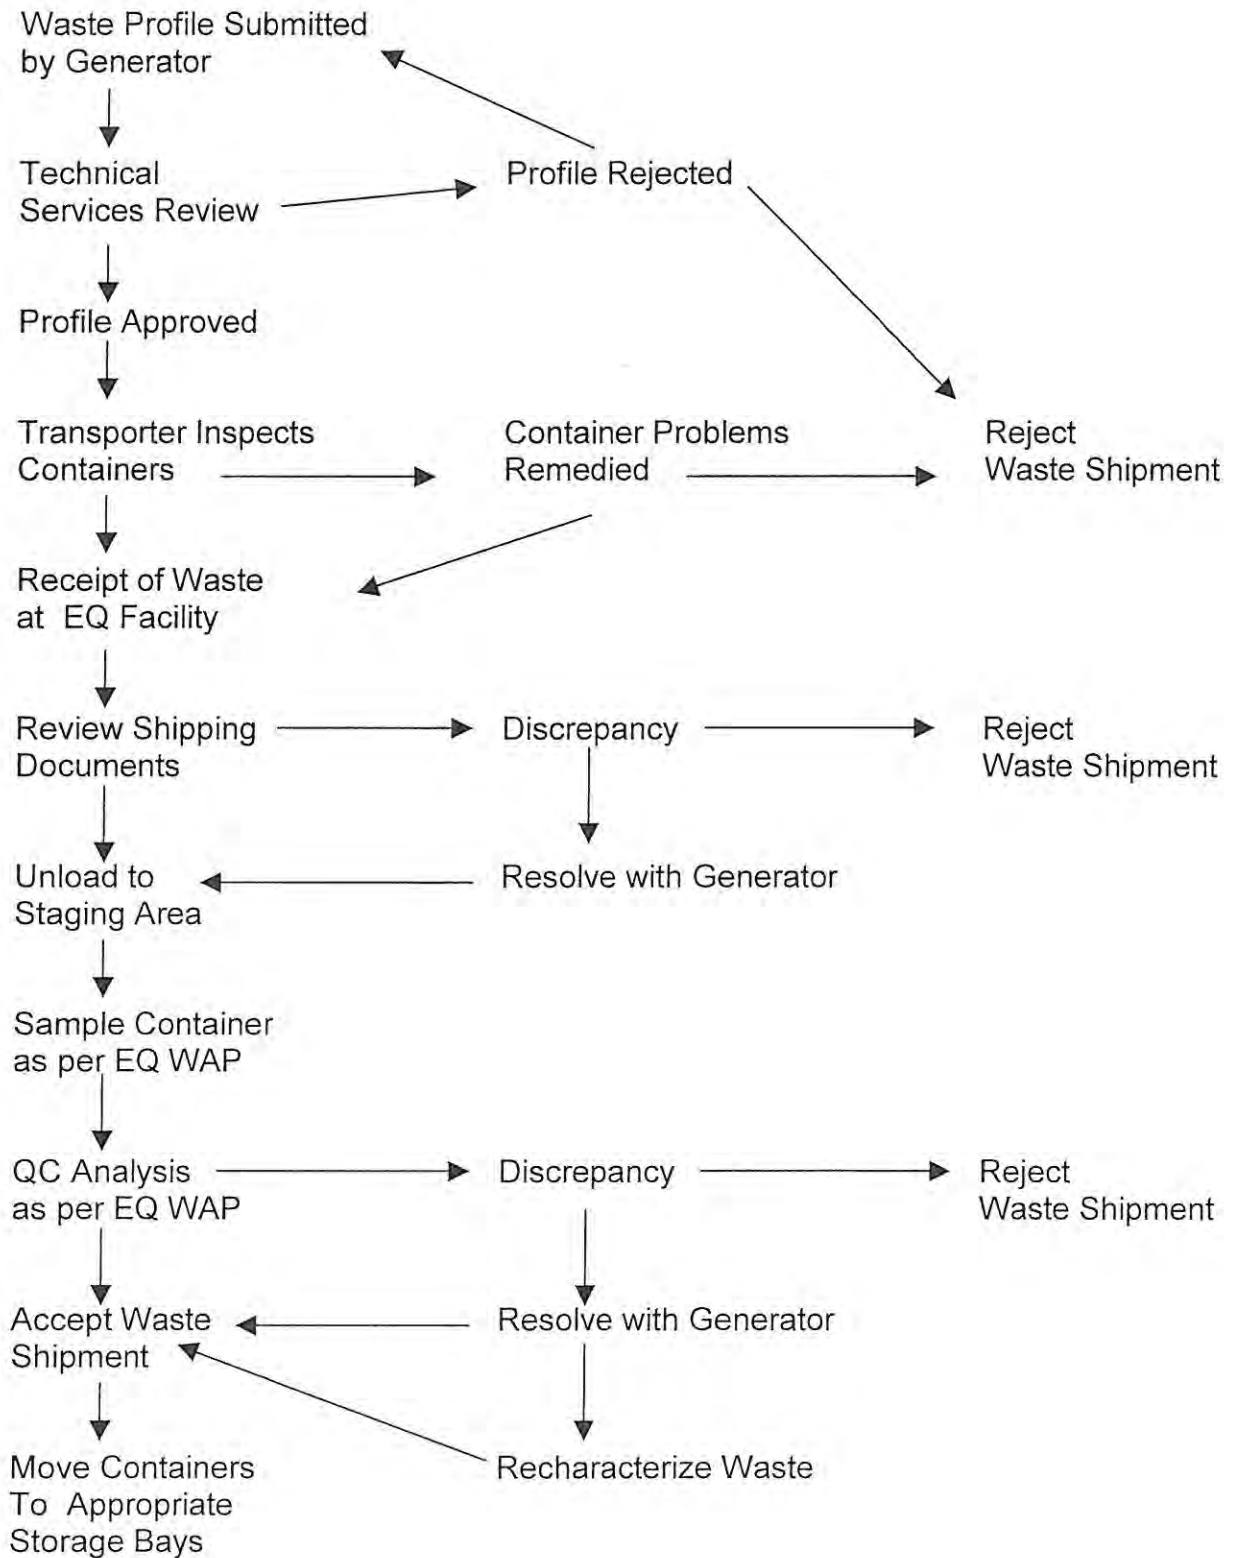 Waste Profile Submitted
by Generator
Technical
Services Review
Profile Rejected
Profile Approved
Transporter Inspects
Containers
Container Problems
Remedied
Reject
Waste Shipment
Receipt of Waste
at EQ Facility
Review Shipping
Documents
Discrepancy
Reject
Waste Shipment
Unload to
Staging Area
Resolve with Generator
Sample Container
as per EQ WAP
QC Analysis
as per EQ WAP
Discrepancy
Reject
Waste Shipment
Accept Waste
Shipment
Resolve with Generator
Move Containers
To Appropriate
Storage Bays
Recharacterize Waste